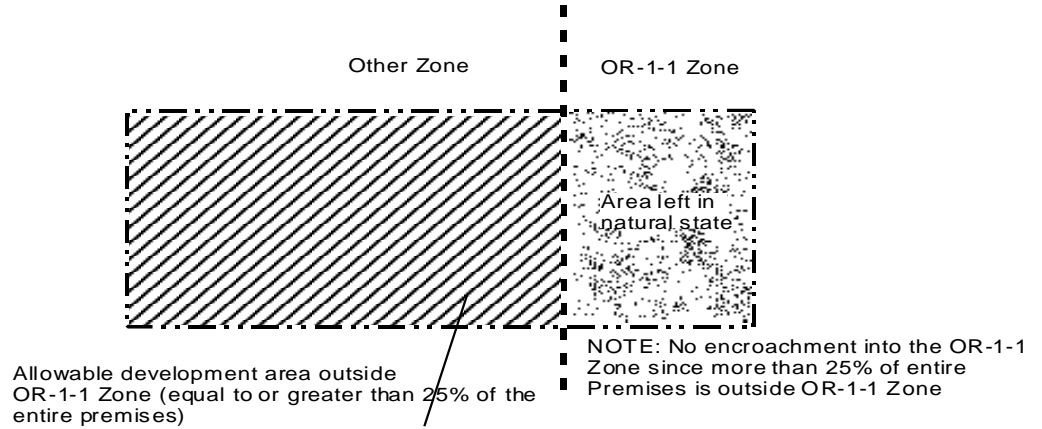 Other Zone
OR-1-1 Zone
Area left in
natural state
Allowable development area outside
OR-1-1 Zone (equal to or greater than 25% of the
entire premises)
NOTE: No encroachment into the OR-1-1
Zone since more than 25% of entire
Premises is outside OR-1-1 Zone